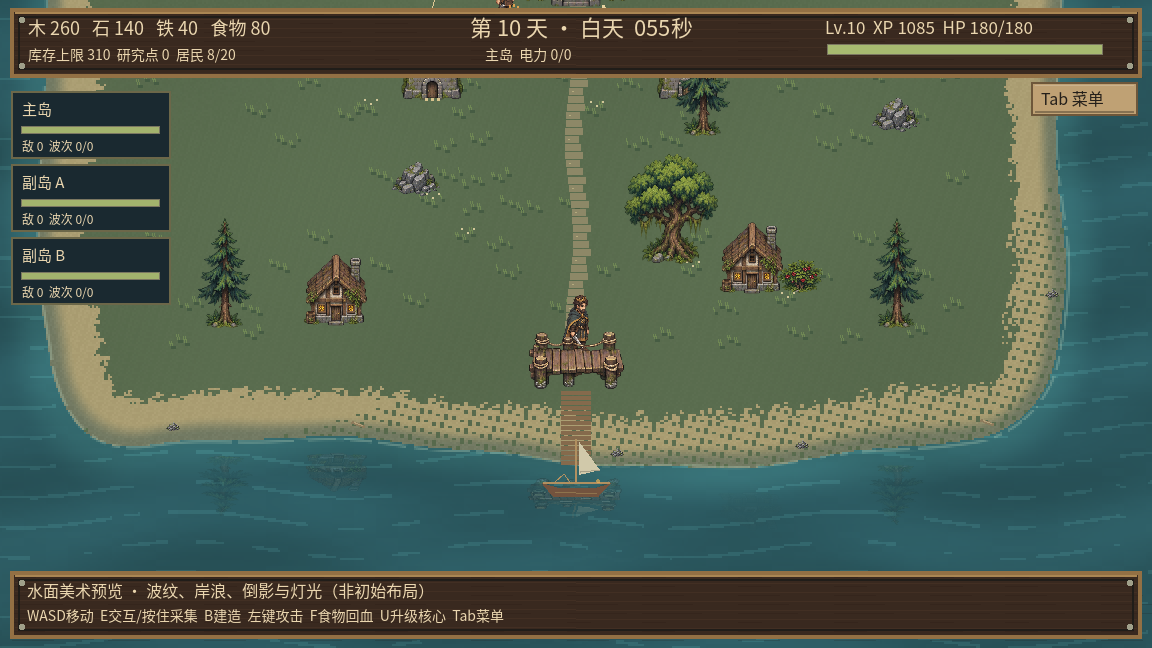 木 260 石 140 铁 40 食物 80
库存上限 310 研究点 0 居民 8/20
第 10 天 · 白天 055秒
主岛 电力 0/0
Lv.10 XP 1085 HP 180/180
Tab 菜单
主岛
敌 0 波次 0/0
副岛 A
敌 0 波次 0/0
副岛 B
敌 0 波次 0/0
水面美术预览 · 波纹、岸浪、倒影与灯光（非初始布局）
WASD移动 E交互/按住采集 B建造 左键攻击 F食物回血 U升级核心 Tab菜单